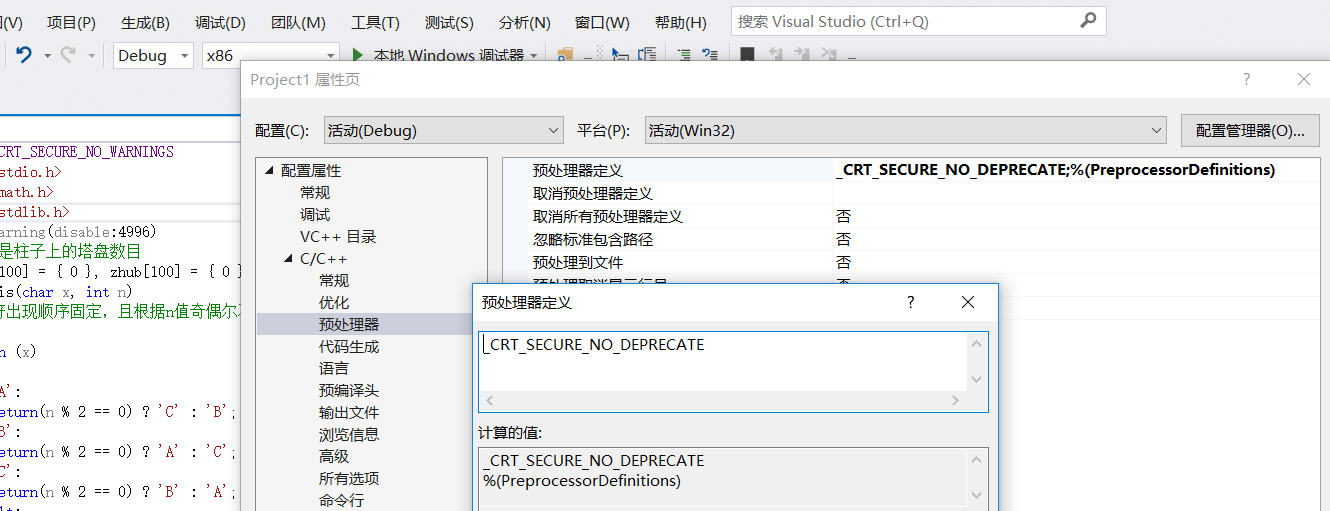 (V) 项目(P) 生成(B) 调试(D) 团队(M) 工具(T) 测试(S) 分析(N) 窗口(W) 帮助(H) 搜索 Visual Studio (Ctrl+Q)
Debug x86 本地 Windows 调试器
Project1 属性页
配置(C): 活动(Debug) 平台(P): 活动(Win32) 配置管理器(O)...
CRT_SECURE_NO_WARNINGS
stdio.h>
math.h>
stdlib.h>
arning(disable:4996)
是柱子上的塔盘数目
[100] = { 0 }, zhub[100] = { 0 }
is(char x, int n)
出现顺序固定，且根据n值奇偶尔
n (x)
A':
eturn(n % 2 == 0) ? 'C' : 'B';
B':
eturn(n % 2 == 0) ? 'A' : 'C';
C':
eturn(n % 2 == 0) ? 'B' : 'A';
配置属性
常规
调试
VC++ 目录
C/C++
常规
优化
预处理器
代码生成
语言
预编译头
输出文件
浏览信息
高级
所有选项
命令行
预处理器定义 _CRT_SECURE_NO_DEPRECATE;%(PreprocessorDefinitions)
取消预处理器定义
取消所有预处理器定义 否
忽略标准包含路径 否
预处理到文件 否
预处理器定义
_CRT_SECURE_NO_DEPRECATE
计算的值:
_CRT_SECURE_NO_DEPRECATE
%(PreprocessorDefinitions)